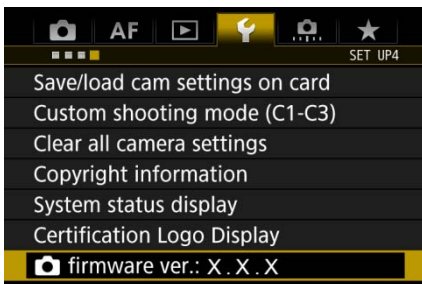 AF
SET UP4
Save/load cam settings on card
Custom shooting mode (C1-C3)
Clear all camera settings
Copyright information
System status display
Certification Logo Display
firmware ver.: X.X.X